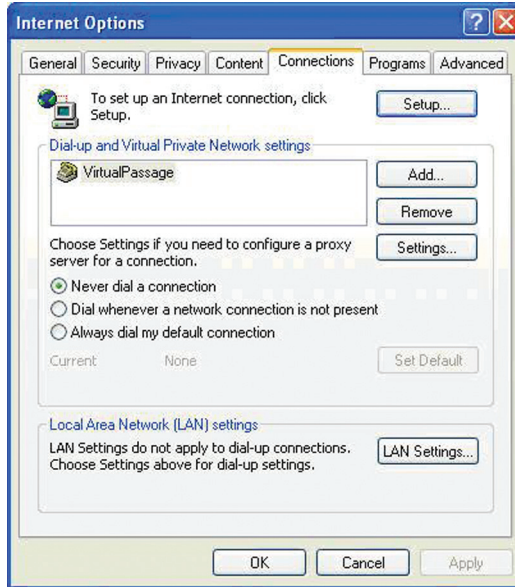 Internet Options
General Security Privacy Content Connections Programs Advanced
To set up an Internet connection, click
Setup.
Setup...
Dial-up and Virtual Private Network settings
VirtualPassage
Add...
Remove
Choose Settings if you need to configure a proxy
server for a connection.
Settings...
Never dial a connection
Dial whenever a network connection is not present
Always dial my default connection
Current None
Set Default
Local Area Network (LAN) settings
LAN Settings do not apply to dial-up connections.
Choose Settings above for dial-up settings.
LAN Settings...
OK Cancel Apply